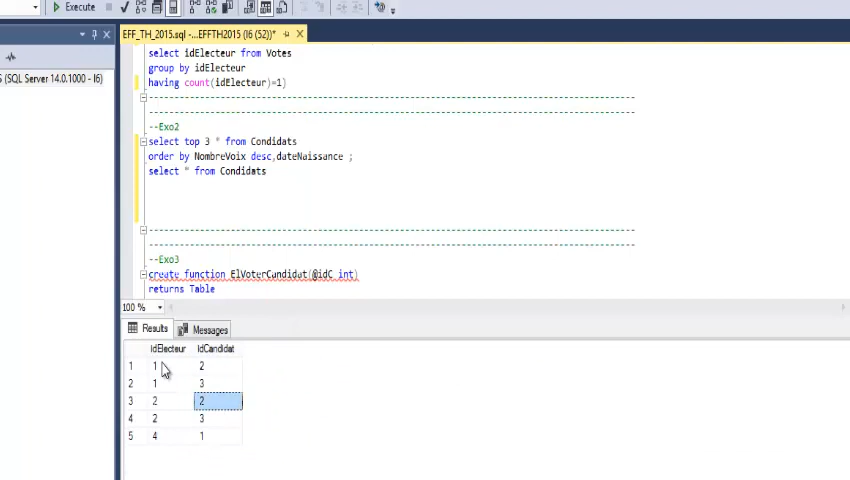 Execute
EFF_TH_2015.sql -...EFFTH2015 (I6 (52))*
(SQL Server 14.0.1000 - I6)
select idElecteur from Votes
group by idElecteur
having count(idElecteur)=1)
--Exo2
select top 3 * from Condidats
order by NombreVoix desc,dateNaissance ;
select * from Condidats
--Exo3
create function ElVoterCandidat(@idC int)
returns Table
100 %
Results
Messages
idElecteur idCandidat
1 1 2
2 1 3
3 2 2
4 2 3
5 4 1